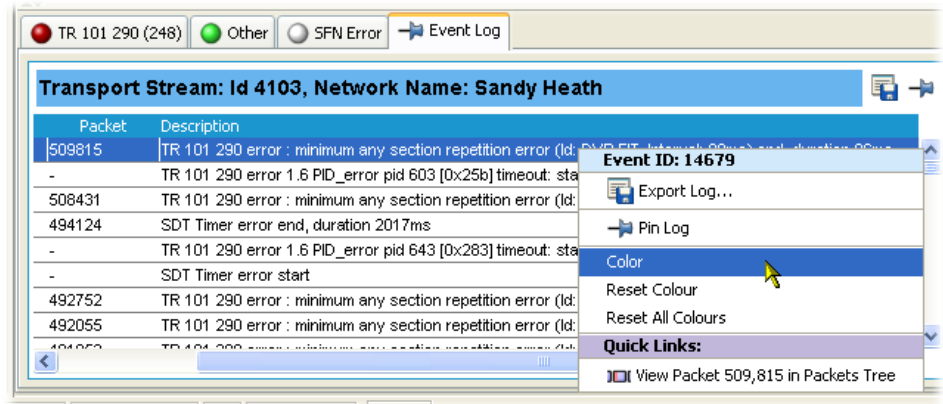 TR 101 290 (248) Other SFN Error Event Log
Transport Stream: Id 4103, Network Name: Sandy Heath
Packet Description
509815 TR 101 290 error : minimum any section repetition error (Id:
Event ID: 14679
- TR 101 290 error 1.6 PID_error pid 603 [0x25b] timeout: sta
Export Log...
508431 TR 101 290 error : minimum any section repetition error (Id:
494124 SDT Timer error end, duration 2017ms
Pin Log
- TR 101 290 error 1.6 PID_error pid 643 [0x283] timeout: sta
Color
- SDT Timer error start
Reset Colour
492752 TR 101 290 error : minimum any section repetition error (Id:
492055 TR 101 290 error : minimum any section repetition error (Id:
Reset All Colours
Quick Links:
View Packet 509,815 in Packets Tree